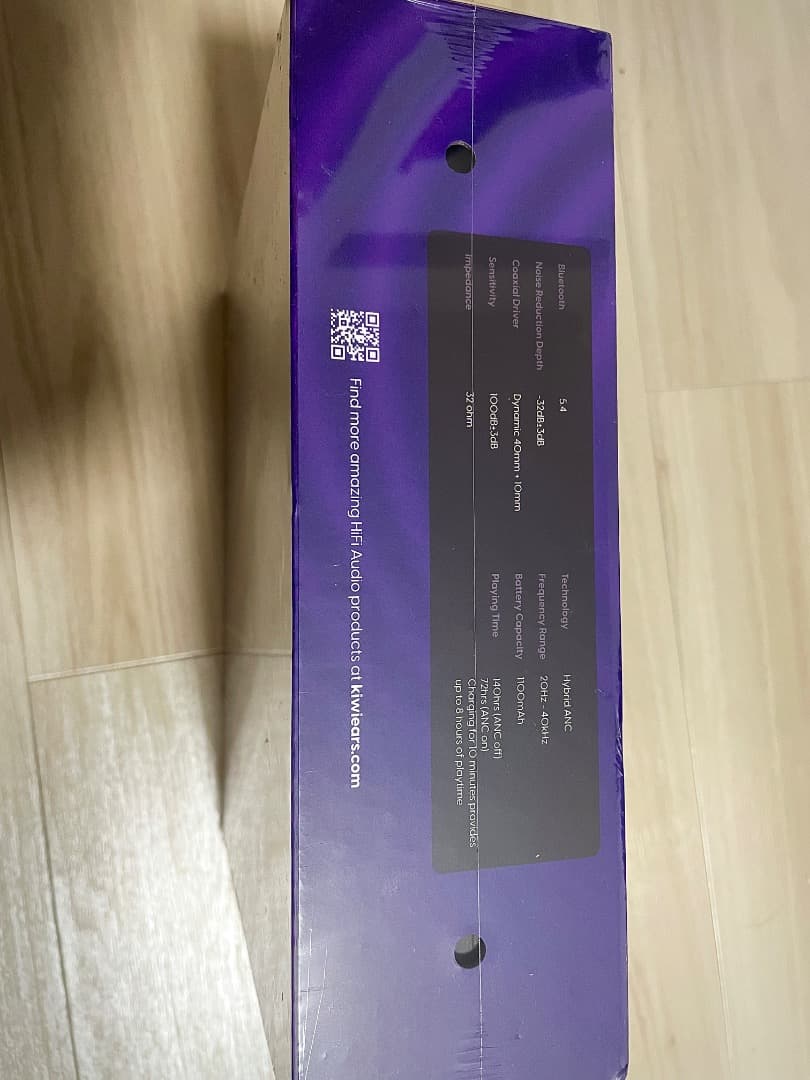 Bluetooth 5.4
Noise Reduction Depth -32dB±3dB
Coaxial Driver Dynamic 40mm + 10mm
Sensitivity 100dB±3dB
Impedance 32 ohm
Technology Hybrid ANC
Frequency Range 20Hz - 40kHz
Battery Capacity 1100mAh
Playing Time 140hrs (ANC off)
72hrs (ANC on)
Charging for 10 minutes provides
up to 8 hours of playtime
Find more amazing HiFi Audio products at kiwiears.com